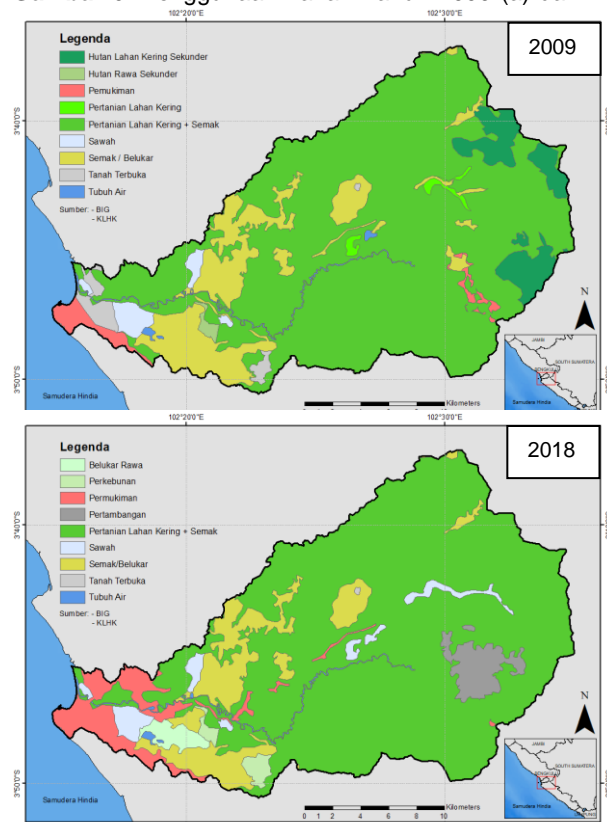 102°20'0"E
102°30'0"E
2009
Legenda
Hutan Lahan Kering Sekunder
Hutan Rawa Sekunder
Pemukiman
Pertanian Lahan Kering
Pertanian Lahan Kering + Semak
Sawah
Semak / Belukar
Tanah Terbuka
Tubuh Air
Sumber: - BIG
- KLHK
3°40'0"S
3°50'0"S
N
JAMBI
SOUTH SUMATERA
BENGKULU
Samudera Hindia
Samudera Hindia
Kilometers
102°20'0"E
102°30'0"E
2018
Legenda
Belukar Rawa
Perkebunan
Permukiman
Pertambangan
Pertanian Lahan Kering + Semak
Sawah
Semak/Belukar
Tanah Terbuka
Tubuh Air
Sumber: - BIG
- KLHK
3°40'0"S
3°50'0"S
N
JAMBI
SOUTH SUMATERA
BENGKULU
Samudera Hindia
Samudera Hindia
Kilometers
0 1 2 4 6 8 10